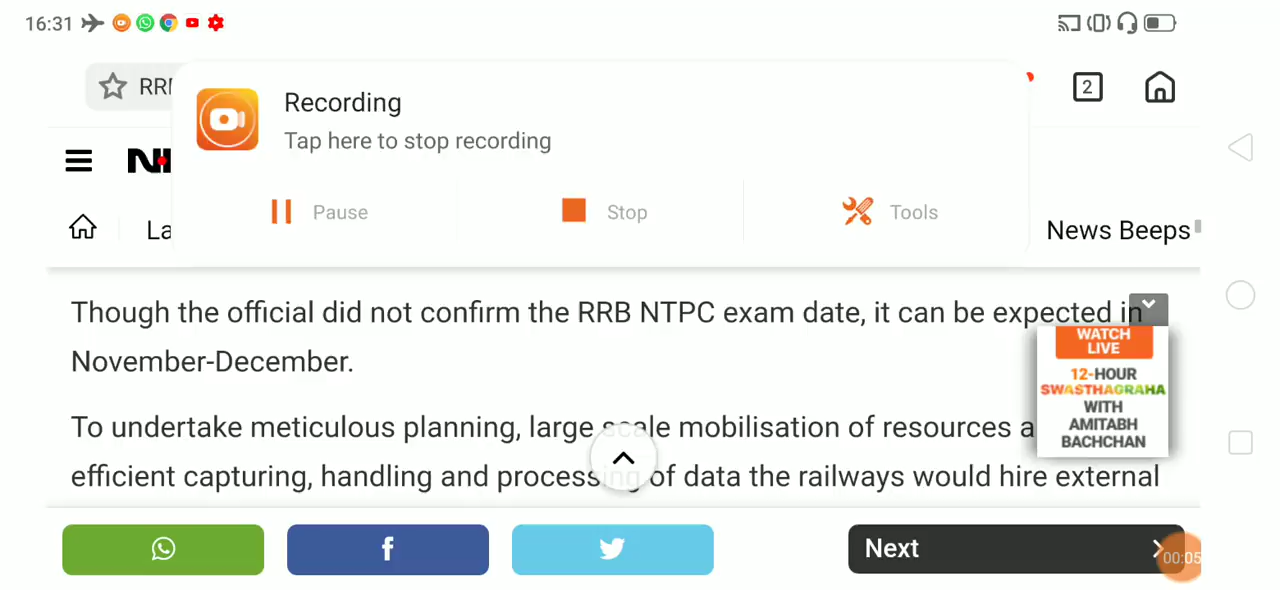 16:31
2
RRE
Recording
Tap here to stop recording
Pause
Stop
Tools
La
News Beeps
Though the official did not confirm the RRB NTPC exam date, it can be expected in
November-December.
WATCH
LIVE
12-HOUR
SWASTHAGRAHA
WITH
AMITABH
BACHCHAN
To undertake meticulous planning, large scale mobilisation of resources a
efficient capturing, handling and processing of data the railways would hire external
Next
00:05